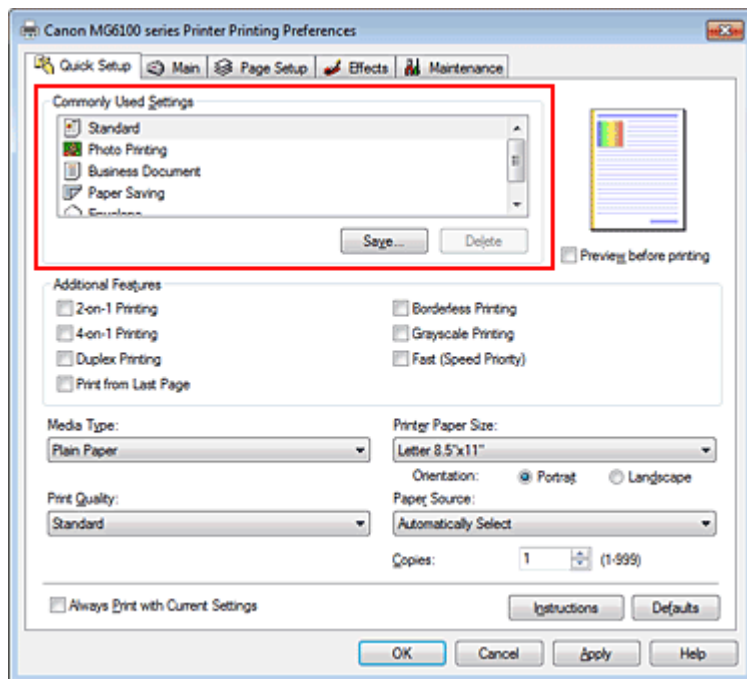 Canon MG6100 series Printer Printing Preferences
Quick Setup Main Page Setup Effects Maintenance
Commonly Used Settings
Standard
Photo Printing
Business Document
Paper Saving
Envelope
Save... Delete
Preview before printing
Additional Features
2-on-1 Printing Borderless Printing
4-on-1 Printing Grayscale Printing
Duplex Printing Fast (Speed Priority)
Print from Last Page
Media Type: Printer Paper Size:
Plain Paper Letter 8.5"x11"
Orientation: Portrait Landscape
Print Quality: Paper Source:
Standard Automatically Select
Copies: 1 (1-999)
Always Print with Current Settings Instructions Defaults
OK Cancel Apply Help